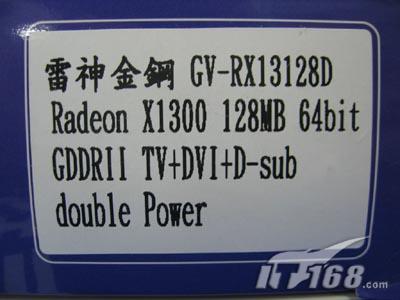 雷神金鋼 GV-RX13128D
Radeon X1300 128MB 64bit
GDDRII TV+DVI+D-sub
double Power
IT168.com